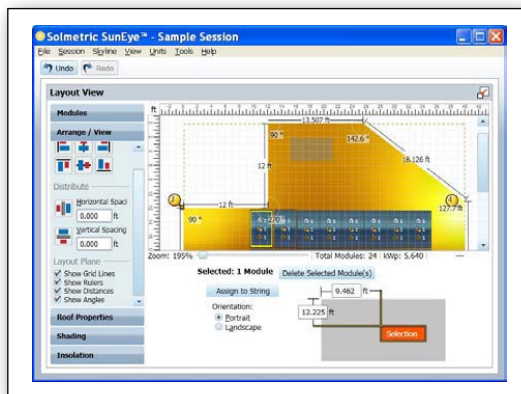 Solmetric SunEye™ - Sample Session
File Session Skyline View Units Tools Help
Undo Redo
Layout View
Modules
Arrange / View
Distribute
Horizontal Spaci
0.000 ft
Vertical Spacing
0.000 ft
Layout Plane
Show Grid Lines
Show Rulers
Show Distances
Show Angles
Roof Properties
Shading
Insolation
ft
13.507 ft
90 °
142.6 °
12 ft
18.126 ft
3
12 ft
4
127.7°
90 °
Zoom: 195%
Total Modules: 24
kWp: 5.640
Selected: 1 Module
Delete Selected Module(s)
Assign to String
Orientation:
Portrait
Landscape
9.462 ft
12.225 ft
Selection